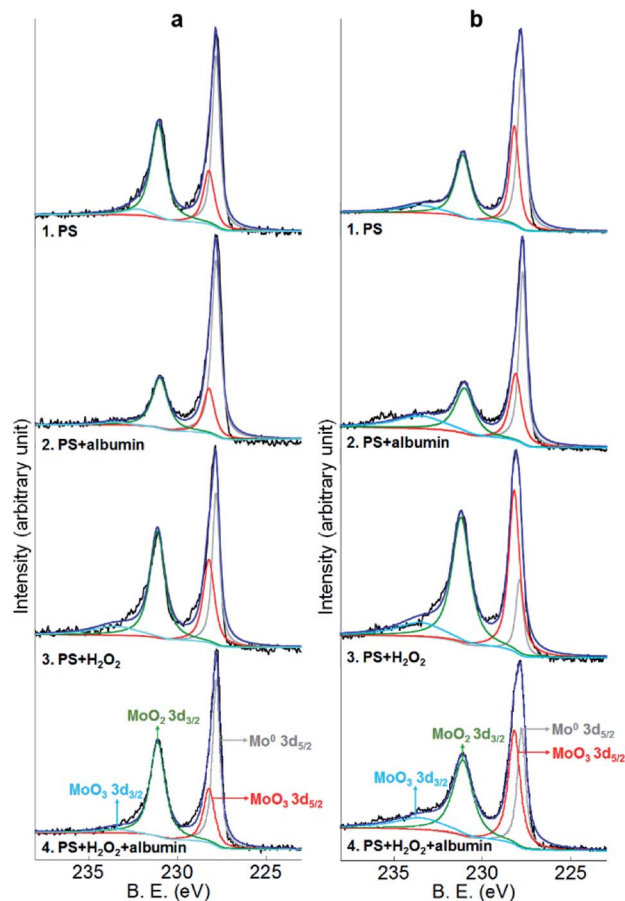 a
b
Intensity (arbitrary unit)
Intensity (arbitrary unit)
1. PS
1. PS
2. PS+albumin
2. PS+albumin
3. PS+H₂O₂
3. PS+H₂O₂
MoO₂ 3d₃/₂
Mo⁰ 3d₅/₂
MoO₃ 3d₃/₂
MoO₃ 3d₅/₂
4. PS+H₂O₂+albumin
MoO₂ 3d₃/₂
Mo⁰ 3d₅/₂
MoO₃ 3d₅/₂
MoO₃ 3d₃/₂
4. PS+H₂O₂+albumin
235 230 225
235 230 225
B. E. (eV)
B. E. (eV)